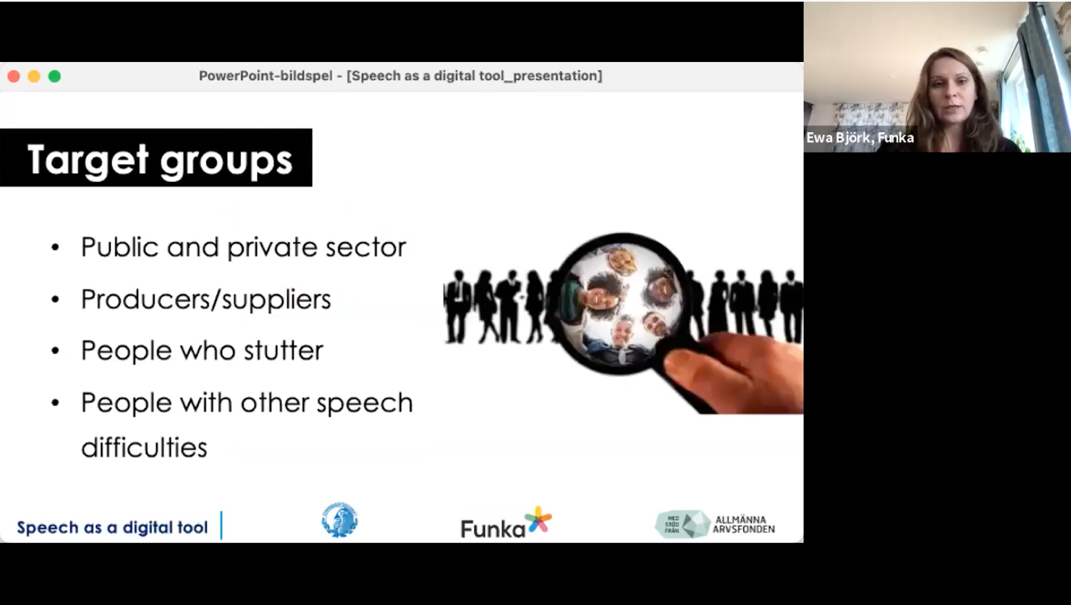 PowerPoint-bildspel - [Speech as a digital tool_presentation]
Ewa Björk, Funka
Target groups
• Public and private sector
• Producers/suppliers
• People who stutter
• People with other speech
difficulties
Speech as a digital tool
Funka
MED
STÖD
FRÅN
ALLMÄNNA
ARVSFONDEN